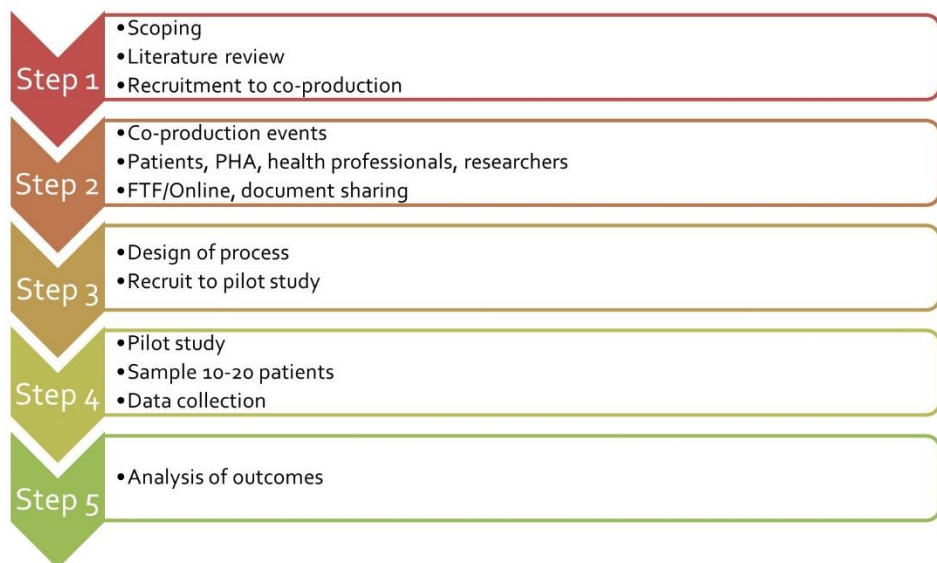 Step 1
•Scoping
•Literature review
•Recruitment to co-production
Step 2
•Co-production events
•Patients, PHA, health professionals, researchers
•FTF/Online, document sharing
Step 3
•Design of process
•Recruit to pilot study
Step 4
•Pilot study
•Sample 10-20 patients
•Data collection
Step 5
•Analysis of outcomes